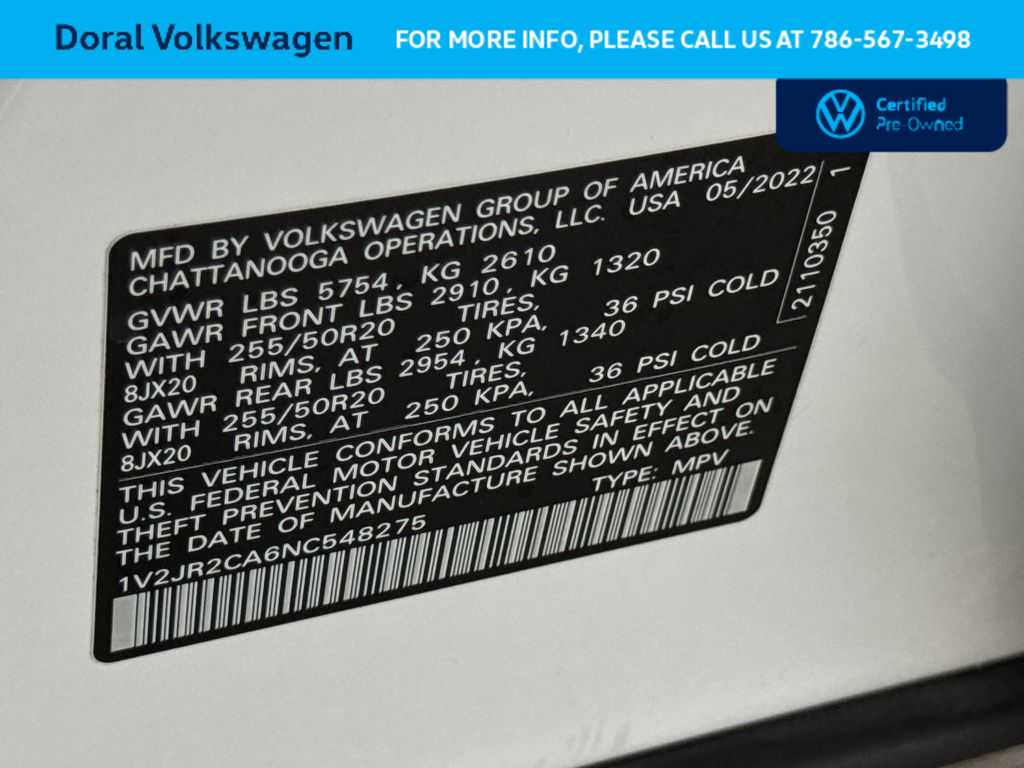 Doral Volkswagen
FOR MORE INFO, PLEASE CALL US AT 786-567-3498
Certified
Pre-Owned
MFD BY VOLKSWAGEN GROUP OF AMERICA
CHATTANOOGA OPERATIONS, LLC. USA 05/2022
GVWR LBS 5754, KG 2610
GAWR FRONT LBS 2910, KG 1320
WITH 255/50R20 TIRES,
8JX20 RIMS, AT 250 KPA, 36 PSI COLD
GAWR REAR LBS 2954, KG 1340
WITH 255/50R20 TIRES,
8JX20 RIMS, AT 250 KPA, 36 PSI COLD
THIS VEHICLE CONFORMS TO ALL APPLICABLE
U.S. FEDERAL MOTOR VEHICLE SAFETY AND
THEFT PREVENTION STANDARDS IN EFFECT ON
THE DATE OF MANUFACTURE SHOWN ABOVE.
1V2JR2CA6NC548275 TYPE: MPV
2110350 1